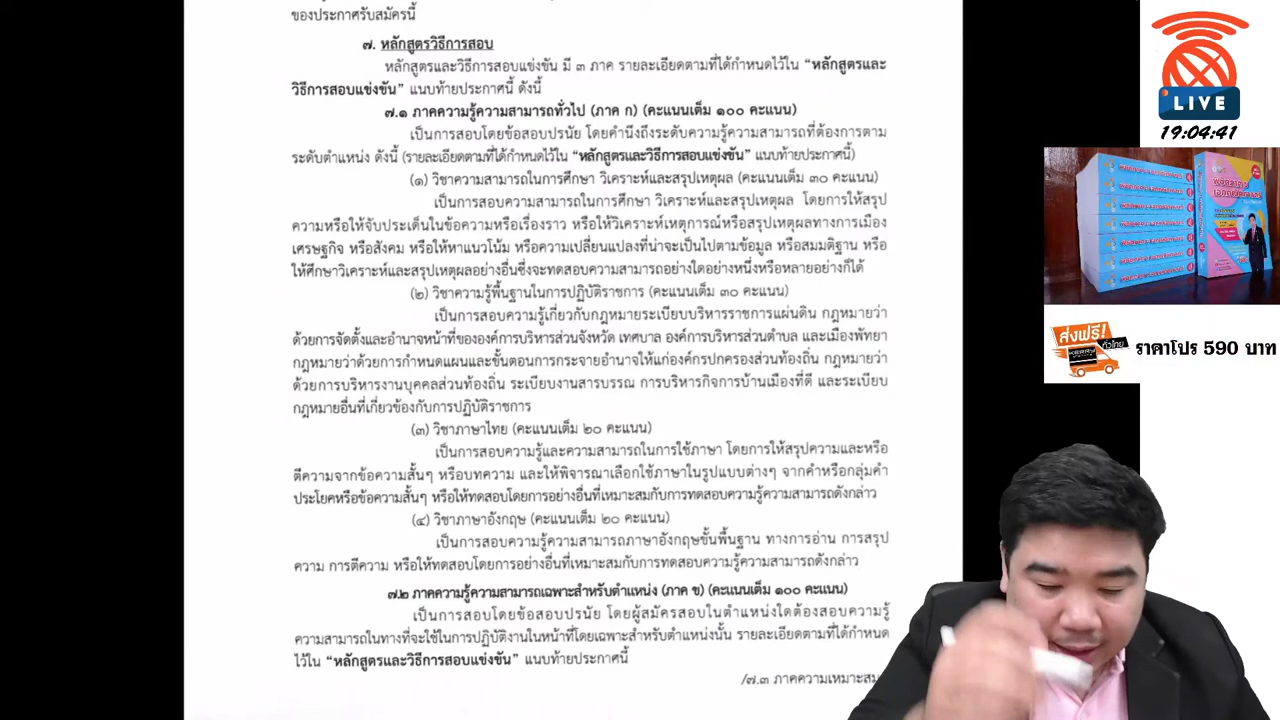 ของประกาศรับสมัครนี้
๗. หลักสูตรวิธีการสอบ
หลักสูตรและวิธีการสอบแข่งขัน มี ๓ ภาค รายละเอียดตามที่ได้กำหนดไว้ใน “หลักสูตรและ
วิธีการสอบแข่งขัน” แนบท้ายประกาศนี้ ดังนี้
๗.๑ ภาคความรู้ความสามารถทั่วไป (ภาค ก) (คะแนนเต็ม ๑๐๐ คะแนน)
เป็นการสอบโดยข้อสอบปรนัย โดยคำนึงถึงระดับความรู้ความสามารถที่ต้องการตาม
ระดับตำแหน่ง ดังนี้ (รายละเอียดตามที่ได้กำหนดไว้ใน “หลักสูตรและวิธีการสอบแข่งขัน” แนบท้ายประกาศนี้)
(๑) วิชาความสามารถในการศึกษา วิเคราะห์และสรุปเหตุผล (คะแนนเต็ม ๓๐ คะแนน)
เป็นการสอบความสามารถในการศึกษา วิเคราะห์และสรุปเหตุผล โดยการให้สรุป
ความหรือให้จับประเด็นในข้อความหรือเรื่องราว หรือให้วิเคราะห์เหตุการณ์หรือสรุปเหตุผลทางการเมือง
เศรษฐกิจ หรือสังคม หรือให้หาแนวโน้ม หรือความเปลี่ยนแปลงที่น่าจะเป็นไปตามข้อมูล หรือสมมติฐาน หรือ
ให้ศึกษาวิเคราะห์และสรุปเหตุผลอย่างอื่นซึ่งจะทดสอบความสามารถอย่างใดอย่างหนึ่งหรือหลายอย่างก็ได้
(๒) วิชาความรู้พื้นฐานในการปฏิบัติราชการ (คะแนนเต็ม ๓๐ คะแนน)
เป็นการสอบความรู้เกี่ยวกับกฎหมายระเบียบบริหารราชการแผ่นดิน กฎหมายว่า
ด้วยการจัดตั้งและอำนาจหน้าที่ขององค์การบริหารส่วนจังหวัด เทศบาล องค์การบริหารส่วนตำบล และเมืองพัทยา
กฎหมายว่าด้วยการกำหนดแผนและขั้นตอนการกระจายอำนาจให้แก่องค์กรปกครองส่วนท้องถิ่น กฎหมายว่า
ด้วยการบริหารงานบุคคลส่วนท้องถิ่น ระเบียบงานสารบรรณ การบริหารกิจการบ้านเมืองที่ดี และระเบียบ
กฎหมายอื่นที่เกี่ยวข้องกับการปฏิบัติราชการ
(๓) วิชาภาษาไทย (คะแนนเต็ม ๒๐ คะแนน)
เป็นการสอบความรู้และความสามารถในการใช้ภาษา โดยการให้สรุปความและหรือ
ตีความจากข้อความสั้นๆ หรือบทความ และให้พิจารณาเลือกใช้ภาษาในรูปแบบต่างๆ จากคำหรือกลุ่มคำ
ประโยคหรือข้อความสั้นๆ หรือให้ทดสอบโดยการอย่างอื่นที่เหมาะสมกับการทดสอบความรู้ความสามารถดังกล่าว
(๔) วิชาภาษาอังกฤษ (คะแนนเต็ม ๒๐ คะแนน)
เป็นการสอบความรู้ความสามารถภาษาอังกฤษขั้นพื้นฐาน ทางการอ่าน การสรุป
ความ การตีความ หรือให้ทดสอบโดยการอย่างอื่นที่เหมาะสมกับการทดสอบความรู้ความสามารถดังกล่าว
๗.๒ ภาคความรู้ความสามารถเฉพาะสำหรับตำแหน่ง (ภาค ข) (คะแนนเต็ม ๑๐๐ คะแนน)
เป็นการสอบโดยข้อสอบปรนัย โดยผู้สมัครสอบในตำแหน่งใดต้องสอบความรู้
ความสามารถในทางที่จะใช้ในการปฏิบัติงานในหน้าที่โดยเฉพาะสำหรับตำแหน่งนั้น รายละเอียดตามที่ได้กำหนด
ไว้ใน “หลักสูตรและวิธีการสอบแข่งขัน” แนบท้ายประกาศนี้
/๗.๓ ภาคความเหมาะสม
LIVE
19:04:41
ส่งฟรี!
ทั่วไทย
KERRY
ราคาโปร 590 บาท